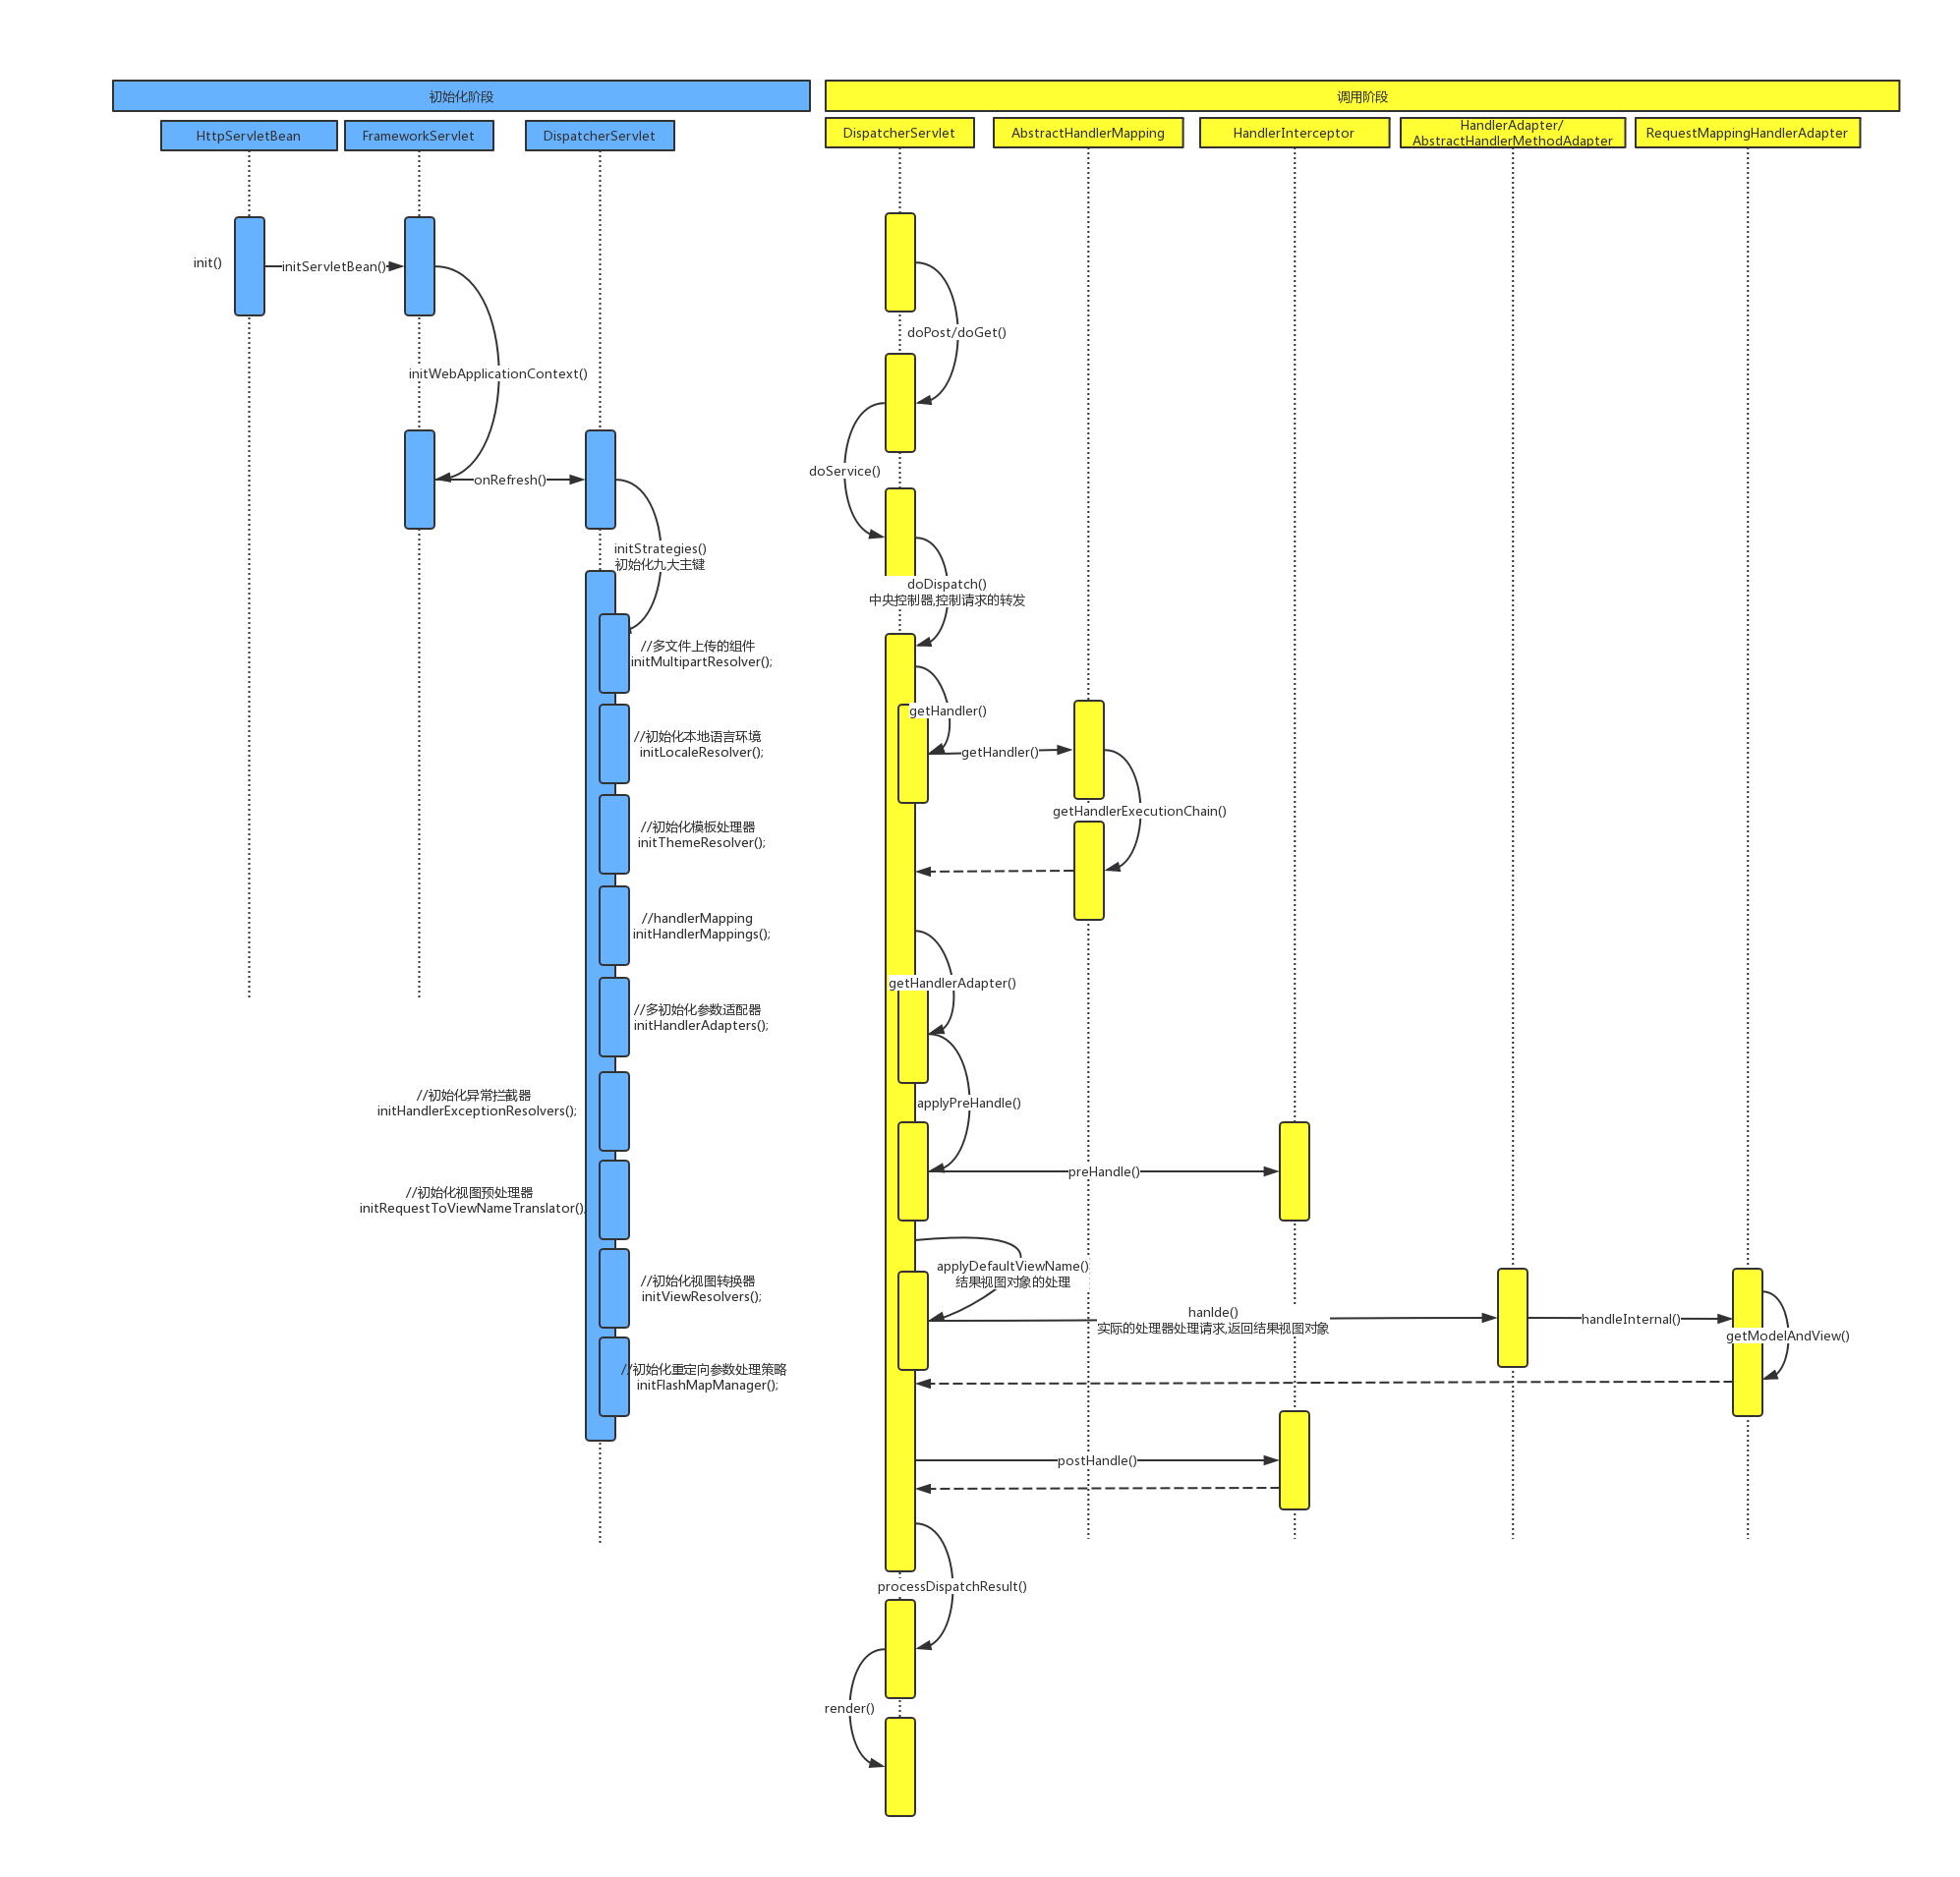 初始化阶段
调用阶段
HttpServletBean
FrameworkServlet
DispatcherServlet
DispatcherServlet
AbstractHandlerMapping
HandlerInterceptor
HandlerAdapter/
AbstractHandlerMethodAdapter
RequestMappingHandlerAdapter
init()
initServletBean()
initWebApplicationContext()
onRefresh()
initStrategies()
初始化九大主键
//多文件上传的组件
initMultipartResolver();
//初始化本地语言环境
initLocaleResolver();
//初始化模板处理器
initThemeResolver();
//handlerMapping
initHandlerMappings();
//多初始化参数适配器
initHandlerAdapters();
//初始化异常拦截器
initHandlerExceptionResolvers();
//初始化视图预处理器
initRequestToViewNameTranslator();
//初始化视图转换器
initViewResolvers();
//初始化重定向参数处理策略
initFlashMapManager();
doPost/doGet()
doService()
doDispatch()
中央控制器,控制请求的转发
getHandler()
getHandler()
getHandlerExecutionChain()
getHandlerAdapter()
applyPreHandle()
preHandle()
applyDefaultViewName()
结果视图对象的处理
hanlde()
实际的处理器处理请求,返回结果视图对象
handleInternal()
getModelAndView()
postHandle()
processDispatchResult()
render()